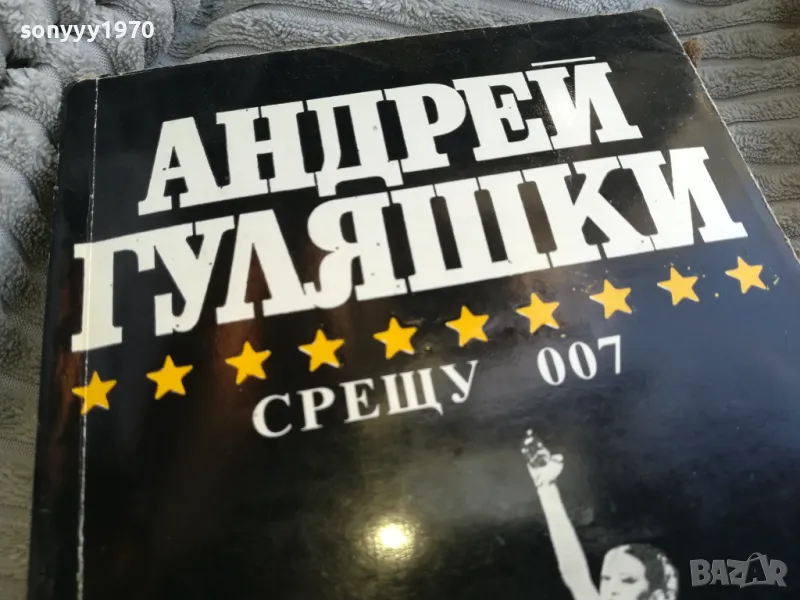 sonyyy1970
АНДРЕЙ
ГУЛЯШКИ
СРЕЩУ 007
BAZAR